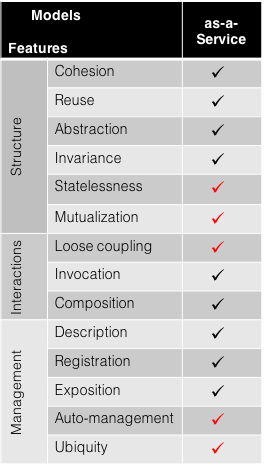 Models
as-a-
Service
Features
Structure
Cohesion ✓
Reuse ✓
Abstraction ✓
Invariance ✓
Statelessness ✓
Mutualization ✓
Interactions
Loose coupling ✓
Invocation ✓
Composition ✓
Management
Description ✓
Registration ✓
Exposition ✓
Auto-management ✓
Ubiquity ✓